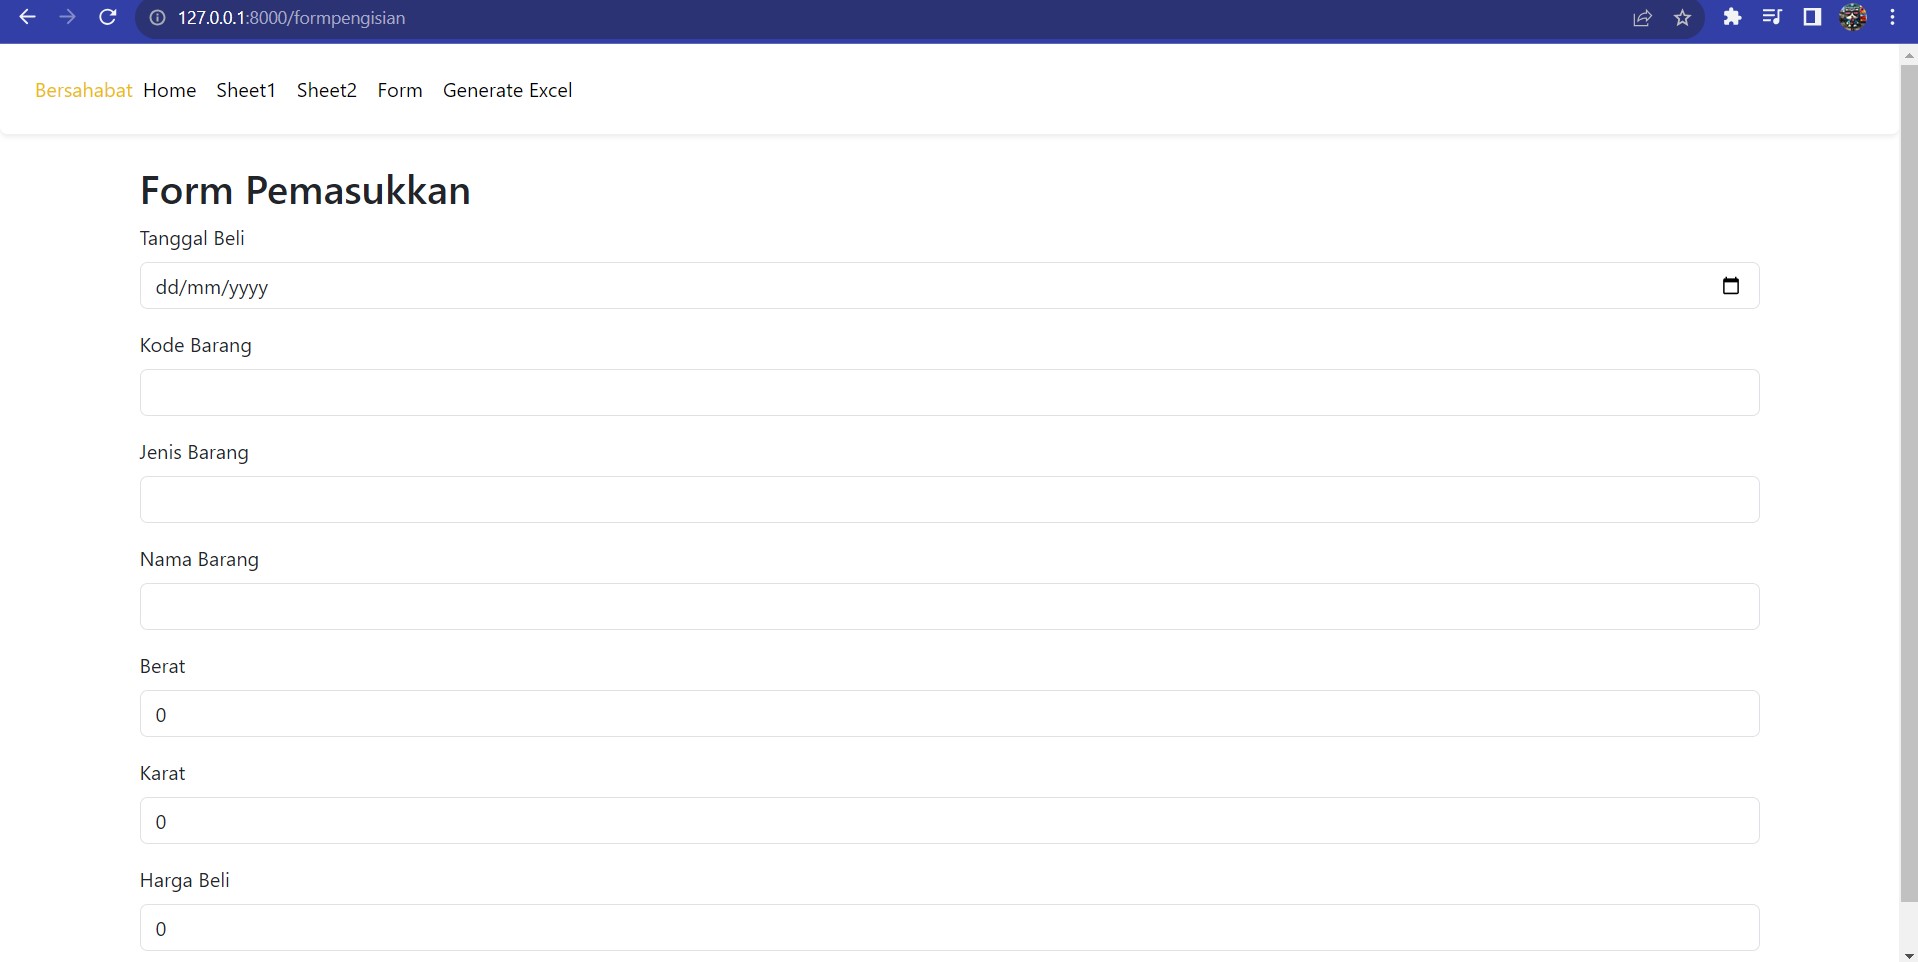 127.0.0.1:8000/formpengisian
Bersahabat Home Sheet1 Sheet2 Form Generate Excel
Form Pemasukkan
Tanggal Beli
dd/mm/yyyy
Kode Barang
Jenis Barang
Nama Barang
Berat
0
Karat
0
Harga Beli
0